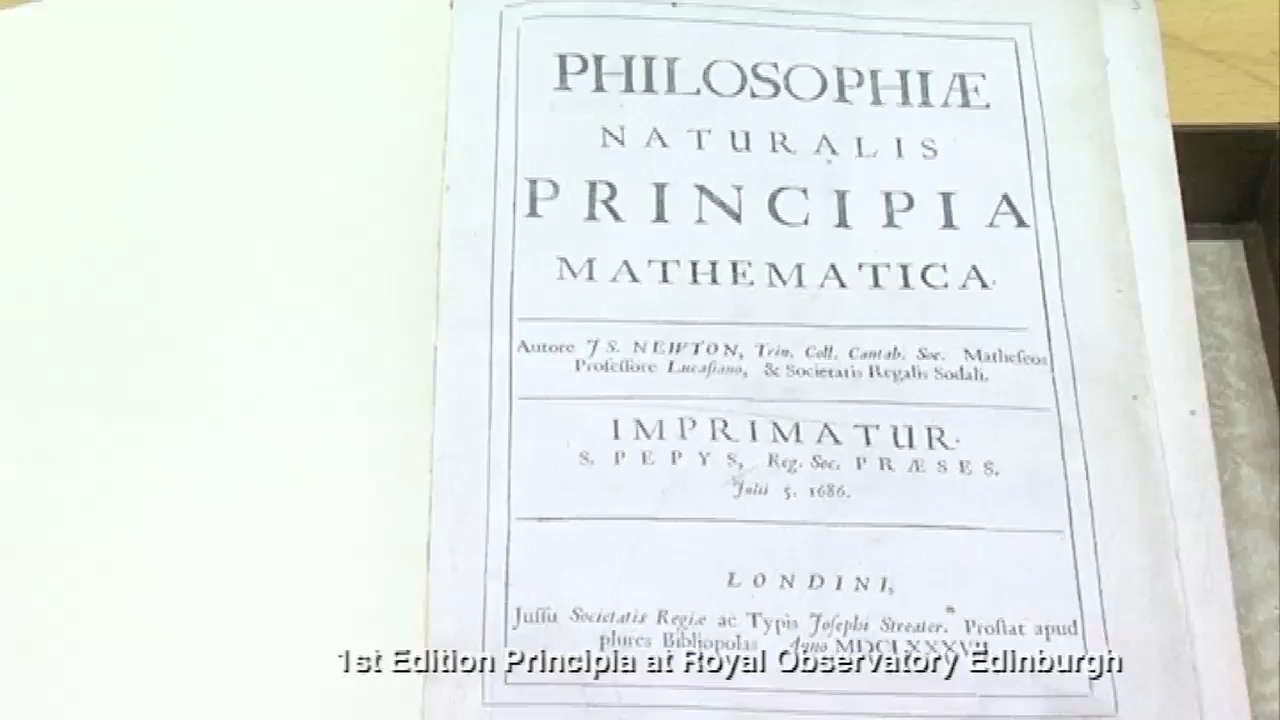 PHILOSOPHIÆ
NATURALIS
PRINCIPIA
MATHEMATICA.
Autore JS. NEWTON, Trin. Coll. Cantab. Soc. Matheſeos
Profeſſore Lucaſiano, & Societatis Regalis Sodali.
IMPRIMATUR.
S. PEPYS, Reg. Soc. PRÆSES.
Julii 5. 1686.
LONDINI,
Juſſu Societatis Regiæ ac Typis Joſephi Streater. Proſtat apud
plures Bibliopolas. Anno MDCLXXXVII.
1st Edition Principia at Royal Observatory Edinburgh